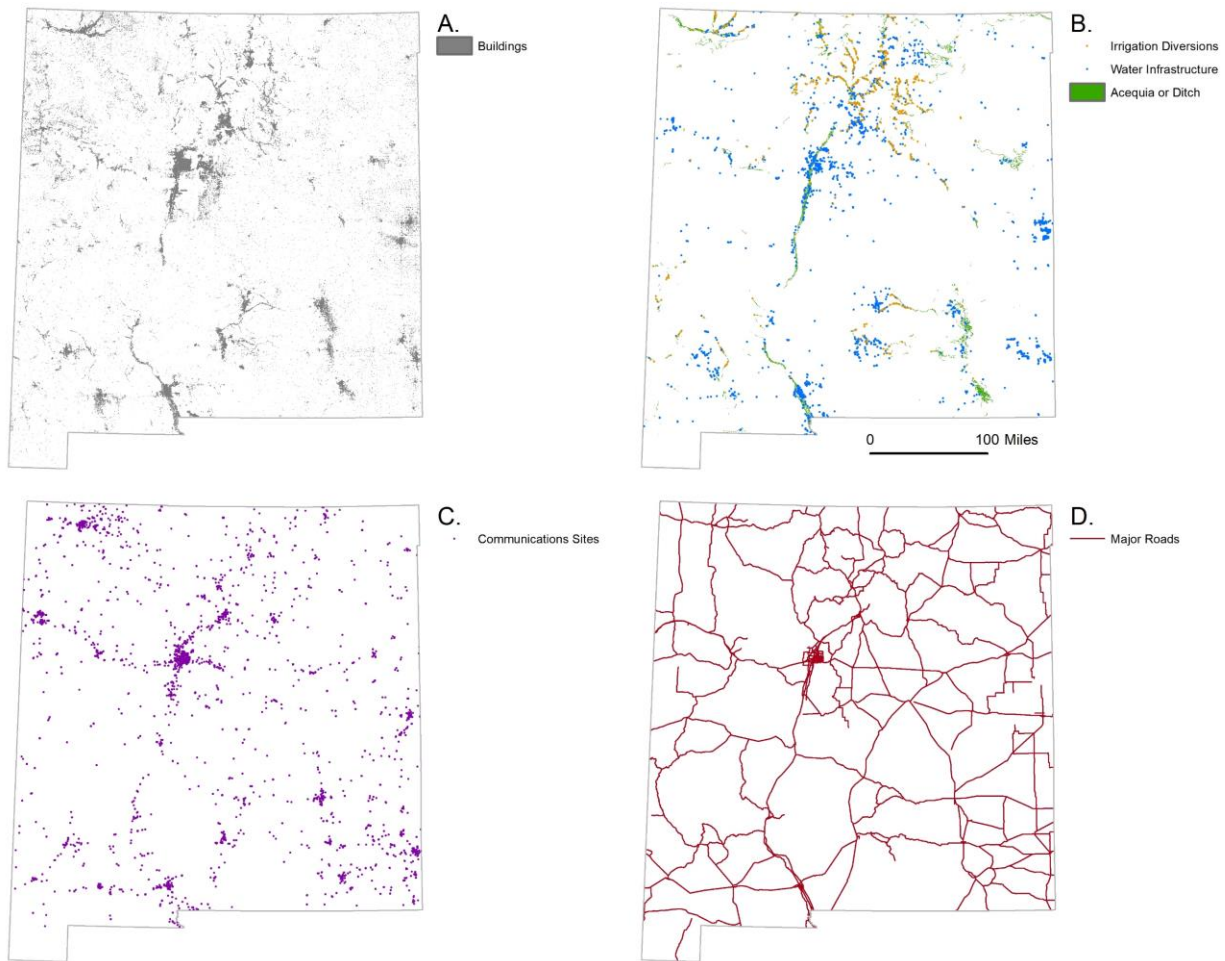 A.
Buildings
B.
Irrigation Diversions
Water Infrastructure
Acequia or Ditch
0 100 Miles
C.
Communications Sites
D.
Major Roads